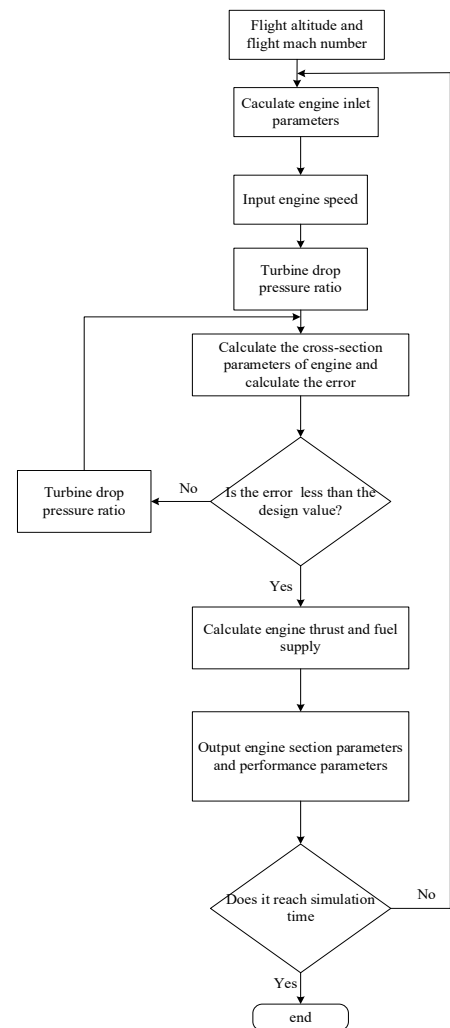 Flight altitude and
flight mach number
Caculate engine inlet
parameters
Input engine speed
Turbine drop
pressure ratio
Calculate the cross-section
parameters of engine and
calculate the error
Turbine drop
pressure ratio
No
Is the error less than the
design value?
Yes
Calculate engine thrust and fuel
supply
Output engine section parameters
and performance parameters
Does it reach simulation
time
No
Yes
end